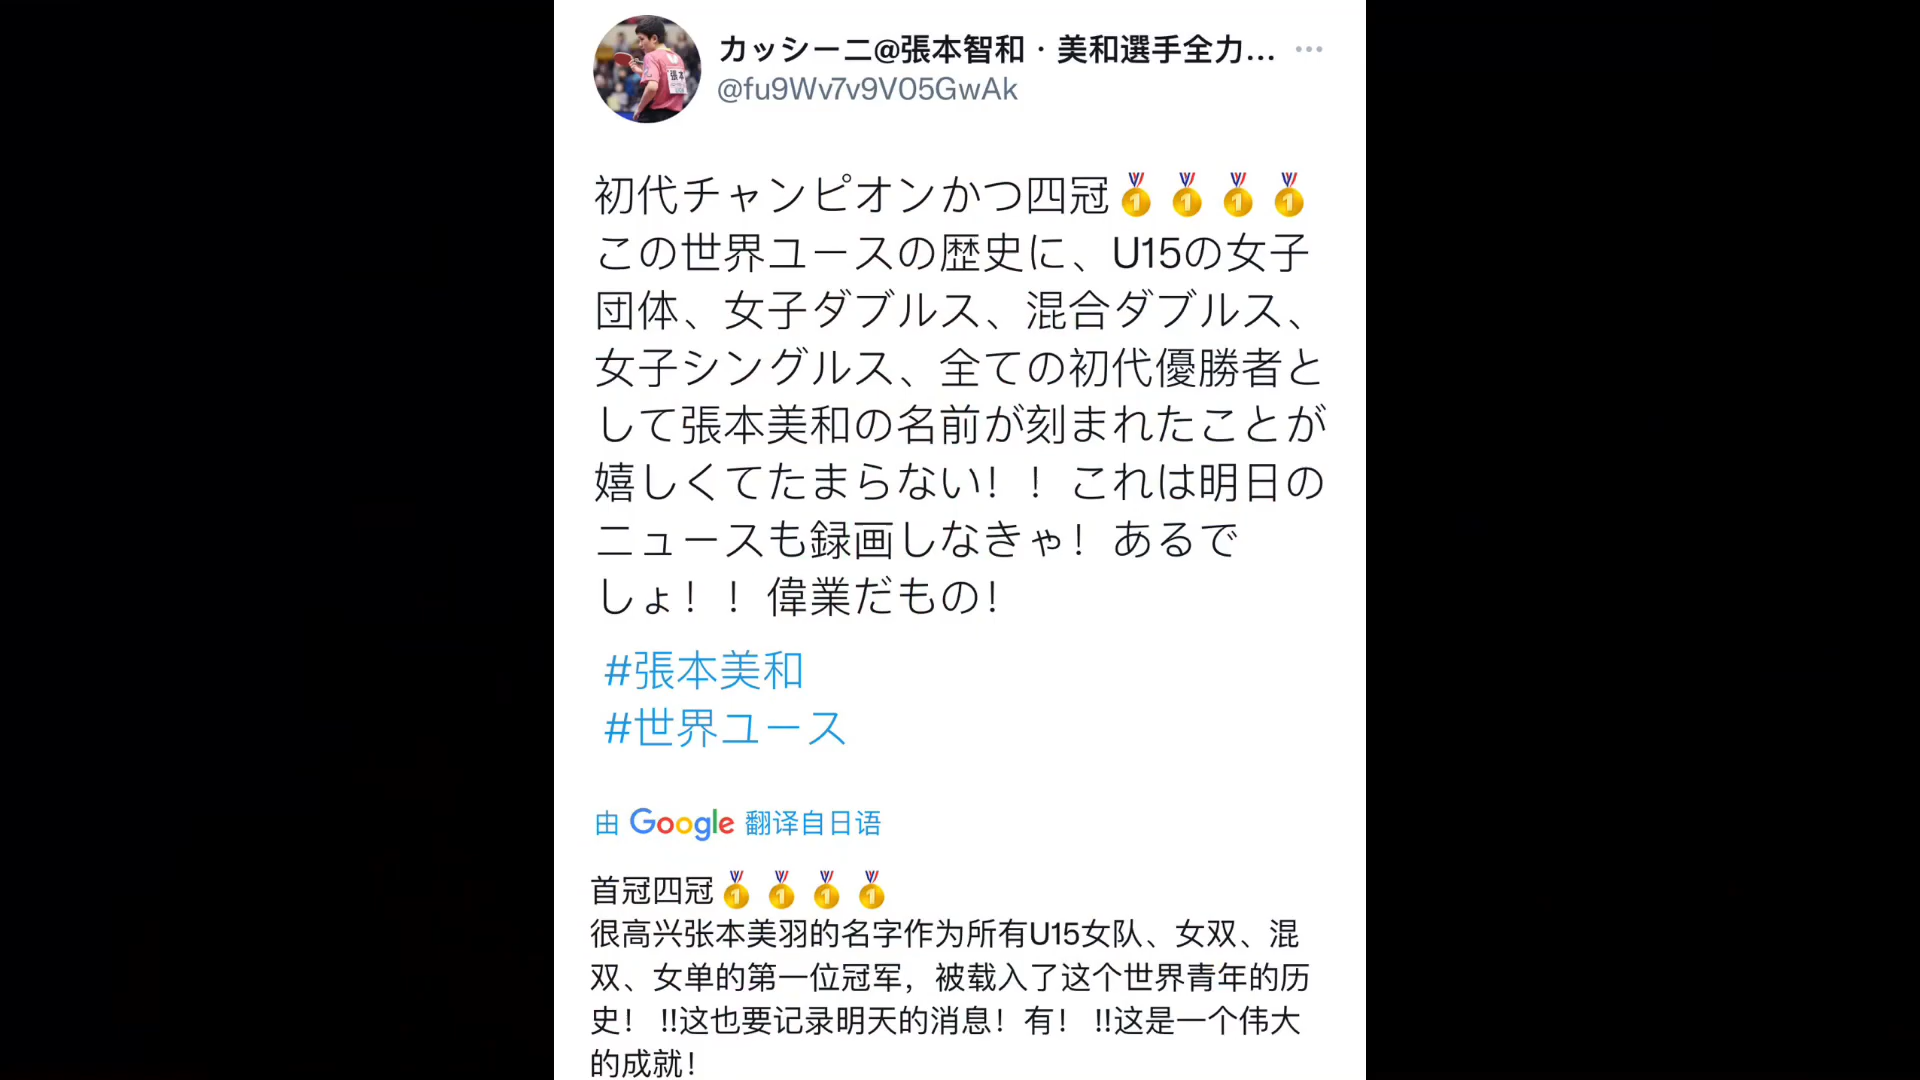 カッシーニ@張本智和・美和選手全力...
@fu9Wv7v9V05GwAk
初代チャンピオンかつ四冠🥇🥇🥇🥇
この世界ユースの歴史に、U15の女子
団体、女子ダブルス、混合ダブルス、
女子シングルス、全ての初代優勝者と
して張本美和の名前が刻まれたことが
嬉しくてたまらない！！これは明日の
ニュースも録画しなきゃ！あるで
しょ！！偉業だもの！
#張本美和
#世界ユース
由 Google 翻译自日语
首冠四冠🥇🥇🥇🥇
很高兴张本美羽的名字作为所有U15女队、女双、混
双、女单的第一位冠军，被载入了这个世界青年的历
史！ !!这也要记录明天的消息！有！ !!这是一个伟大
的成就！
張本